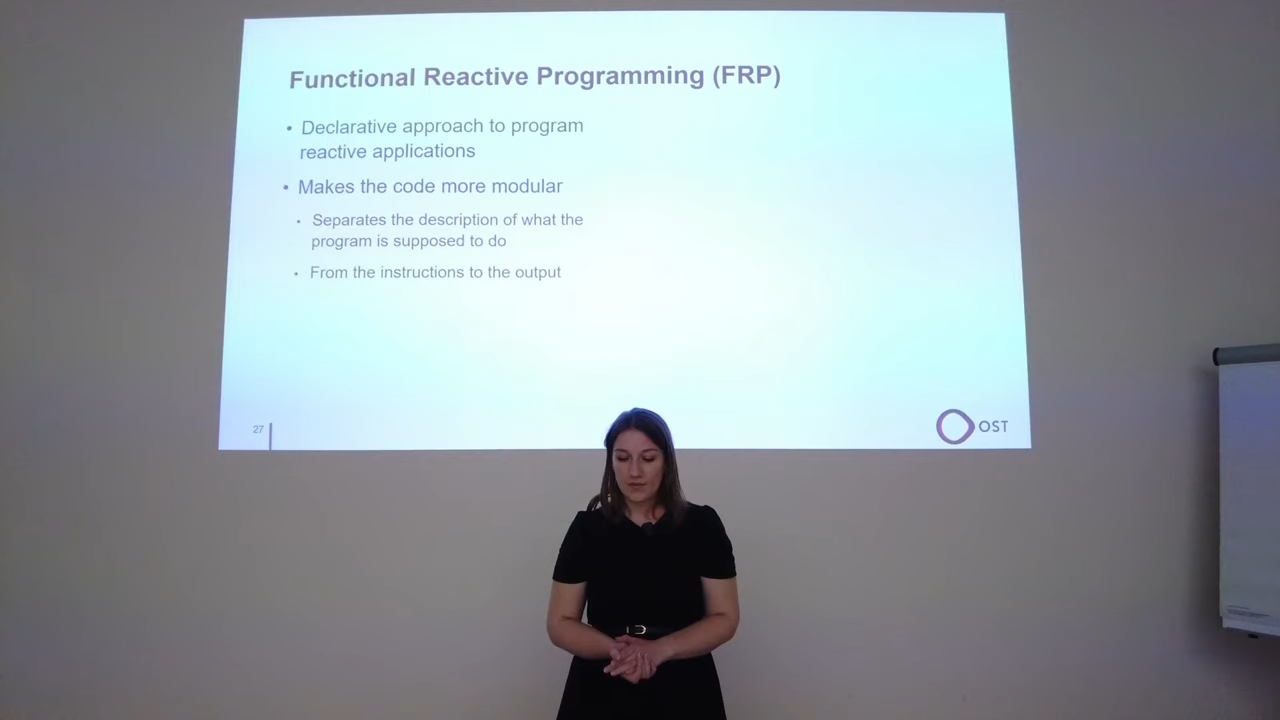 Functional Reactive Programming (FRP)
• Declarative approach to program
reactive applications
• Makes the code more modular
• Separates the description of what the
program is supposed to do
• From the instructions to the output
27
OST